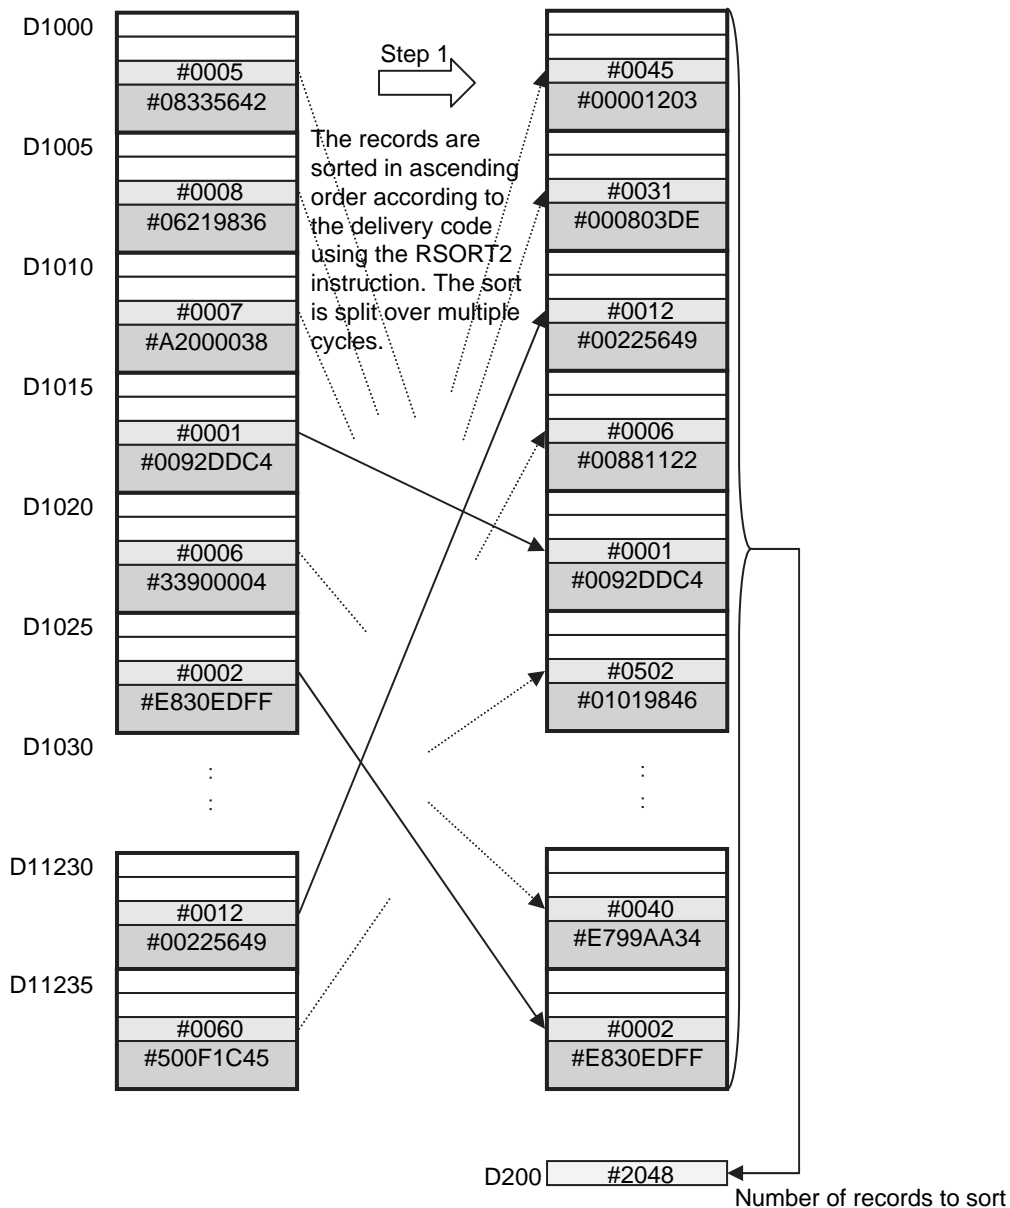 D1000
#0005
#08335642
D1005
#0008
#06219836
D1010
#0007
#A2000038
D1015
#0001
#0092DDC4
D1020
#0006
#33900004
D1025
#0002
#E830EDFF
D1030
:
:
D11230
#0012
#00225649
D11235
#0060
#500F1C45
Step 1
The records are
sorted in ascending
order according to
the delivery code
using the RSORT2
instruction. The sort
is split over multiple
cycles.
#0045
#00001203
#0031
#000803DE
#0012
#00225649
#0006
#00881122
#0001
#0092DDC4
#0502
#01019846
:
:
#0040
#E799AA34
#0002
#E830EDFF
D200 #2048
Number of records to sort